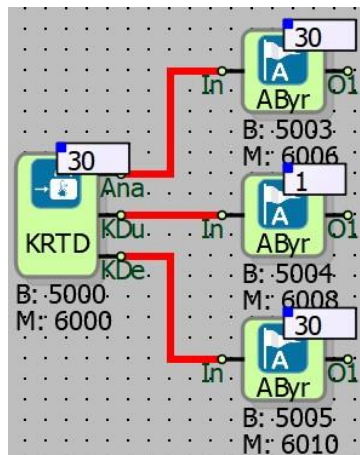 30
In
A
AByr
O1
B: 5003
M: 6006
30
Ana
KRTD
KDu
KDe
B: 5000
M: 6000
1
In
A
AByr
O1
B: 5004
M: 6008
30
In
A
AByr
O1
B: 5005
M: 6010